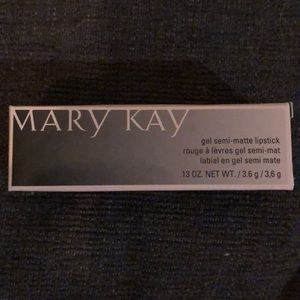 MARY KAY
gel semi-matte lipstick
rouge à lèvres gel semi-mat
labial en gel semi mate
.13 OZ. NET WT. / 3.6 g / 3,6 g